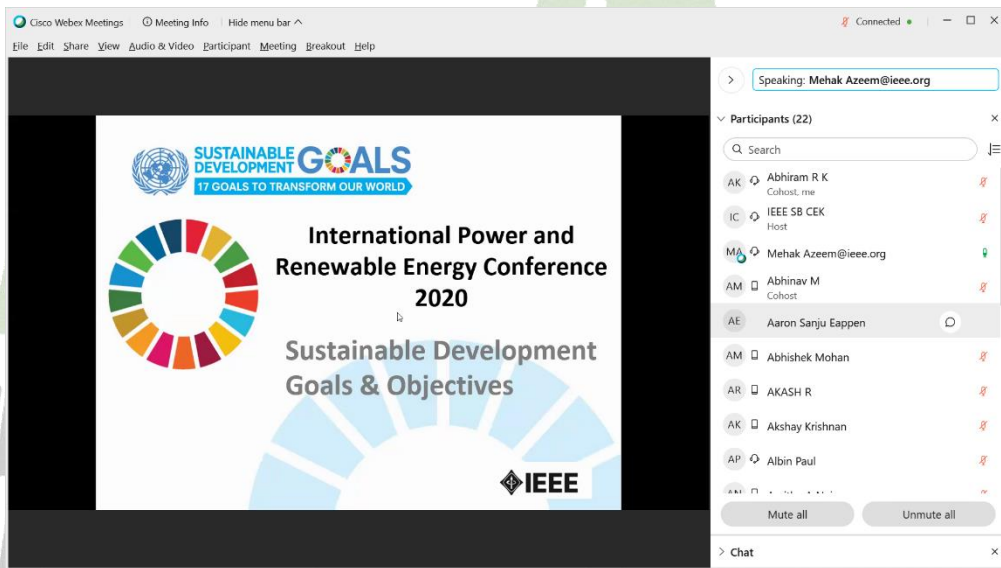 Cisco Webex Meetings Meeting Info Hide menu bar Connected
File Edit Share View Audio & Video Participant Meeting Breakout Help
SUSTAINABLE
DEVELOPMENT GOALS
17 GOALS TO TRANSFORM OUR WORLD
International Power and
Renewable Energy Conference
2020
Sustainable Development
Goals & Objectives
IEEE
Speaking: Mehak Azeem@ieee.org
Participants (22)
Search
AK Abhiram R K
Cohost, me
IC IEEE SB CEK
Host
MA Mehak Azeem@ieee.org
AM Abhinav M
Cohost
AE Aaron Sanju Eappen
AM Abhishek Mohan
AR AKASH R
AK Akshay Krishnan
AP Albin Paul
Mute all Unmute all
Chat